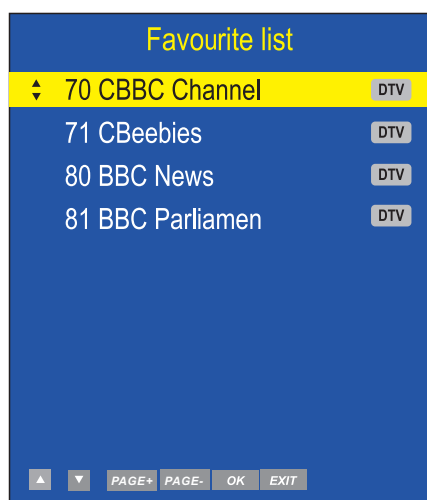 Favourite list
70 CBBC Channel DTV
71 CBeebies DTV
80 BBC News DTV
81 BBC Parliamen DTV
PAGE+ PAGE- OK EXIT